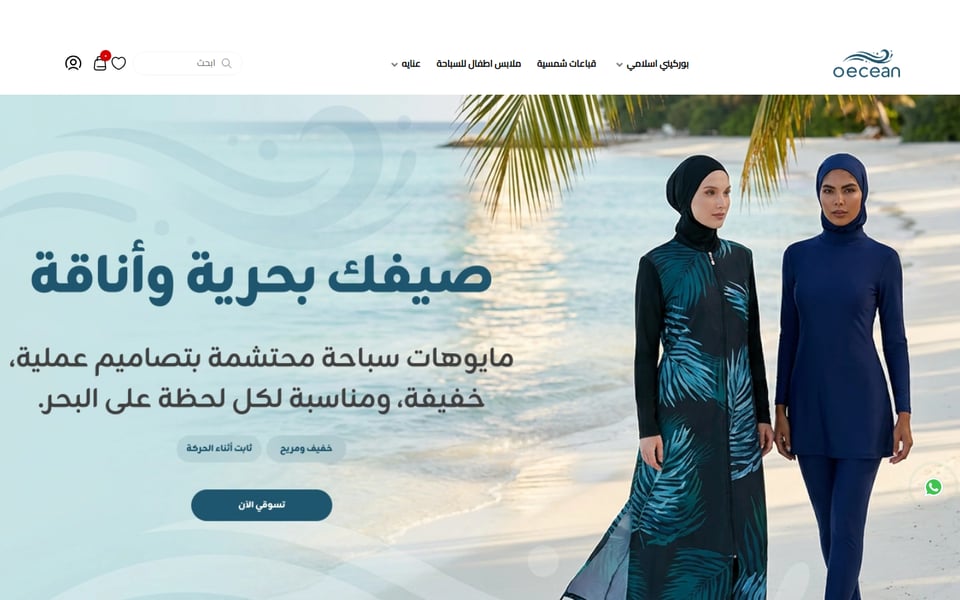 oecean
بوركيني اسلامي
قباعات شمسية
ملابس اطفال للسباحة
عنايه
ابحث
صيفك بحرية وأناقة
مايوهات سباحة محتشمة بتصاميم عملية،
خفيفة، ومناسبة لكل لحظة على البحر.
خفيف ومريح
ثابت أثناء الحركة
تسوقي الآن